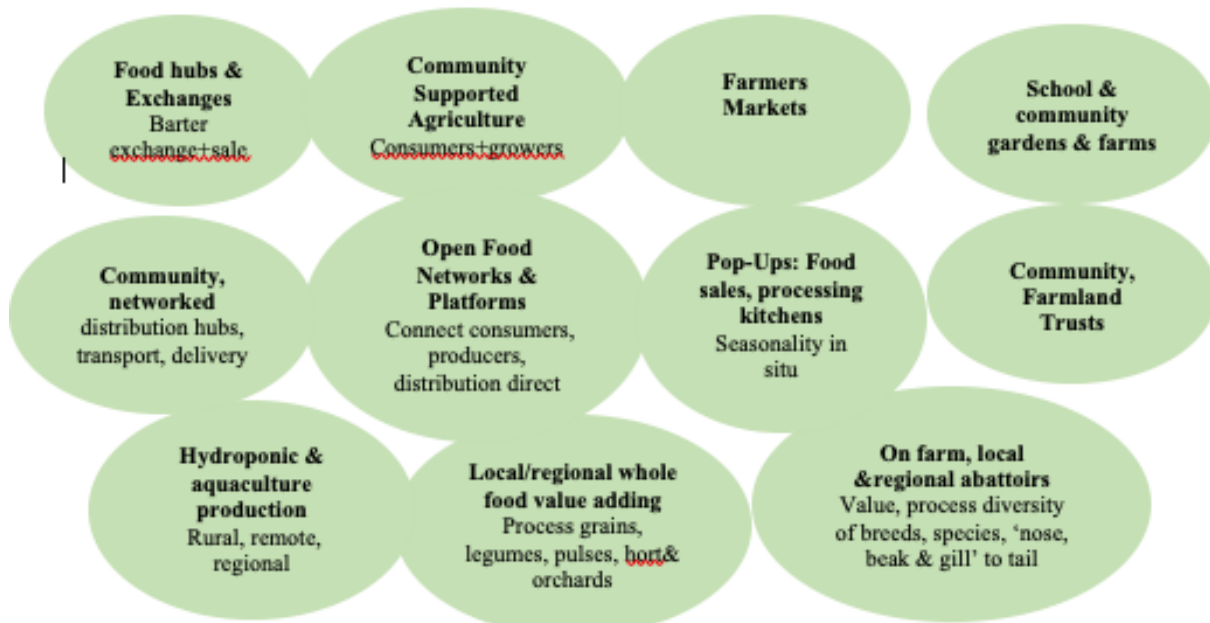 Food hubs &
Exchanges
Barter
exchange+sale
Community
Supported
Agriculture
Consumers+growers
Farmers
Markets
School &
community
gardens & farms
Community,
networked
distribution hubs,
transport, delivery
Open Food
Networks &
Platforms
Connect consumers,
producers,
distribution direct
Pop-Ups: Food
sales, processing
kitchens
Seasonality in
situ
Community,
Farmland
Trusts
Hydroponic &
aquaculture
production
Rural, remote,
regional
Local/regional whole
food value adding
Process grains,
legumes, pulses, hort&
orchards
On farm, local
&regional abattoirs
Value, process diversity
of breeds, species, ‘nose,
beak & gill’ to tail